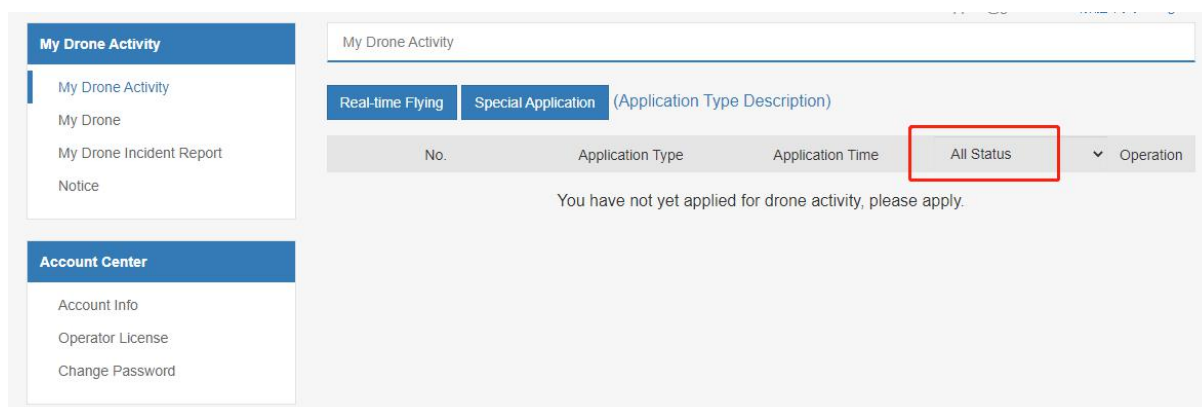 My Drone Activity
My Drone Activity
My Drone
My Drone Incident Report
Notice
Account Center
Account Info
Operator License
Change Password
My Drone Activity
Real-time Flying Special Application (Application Type Description)
No. Application Type Application Time All Status Operation
You have not yet applied for drone activity, please apply.